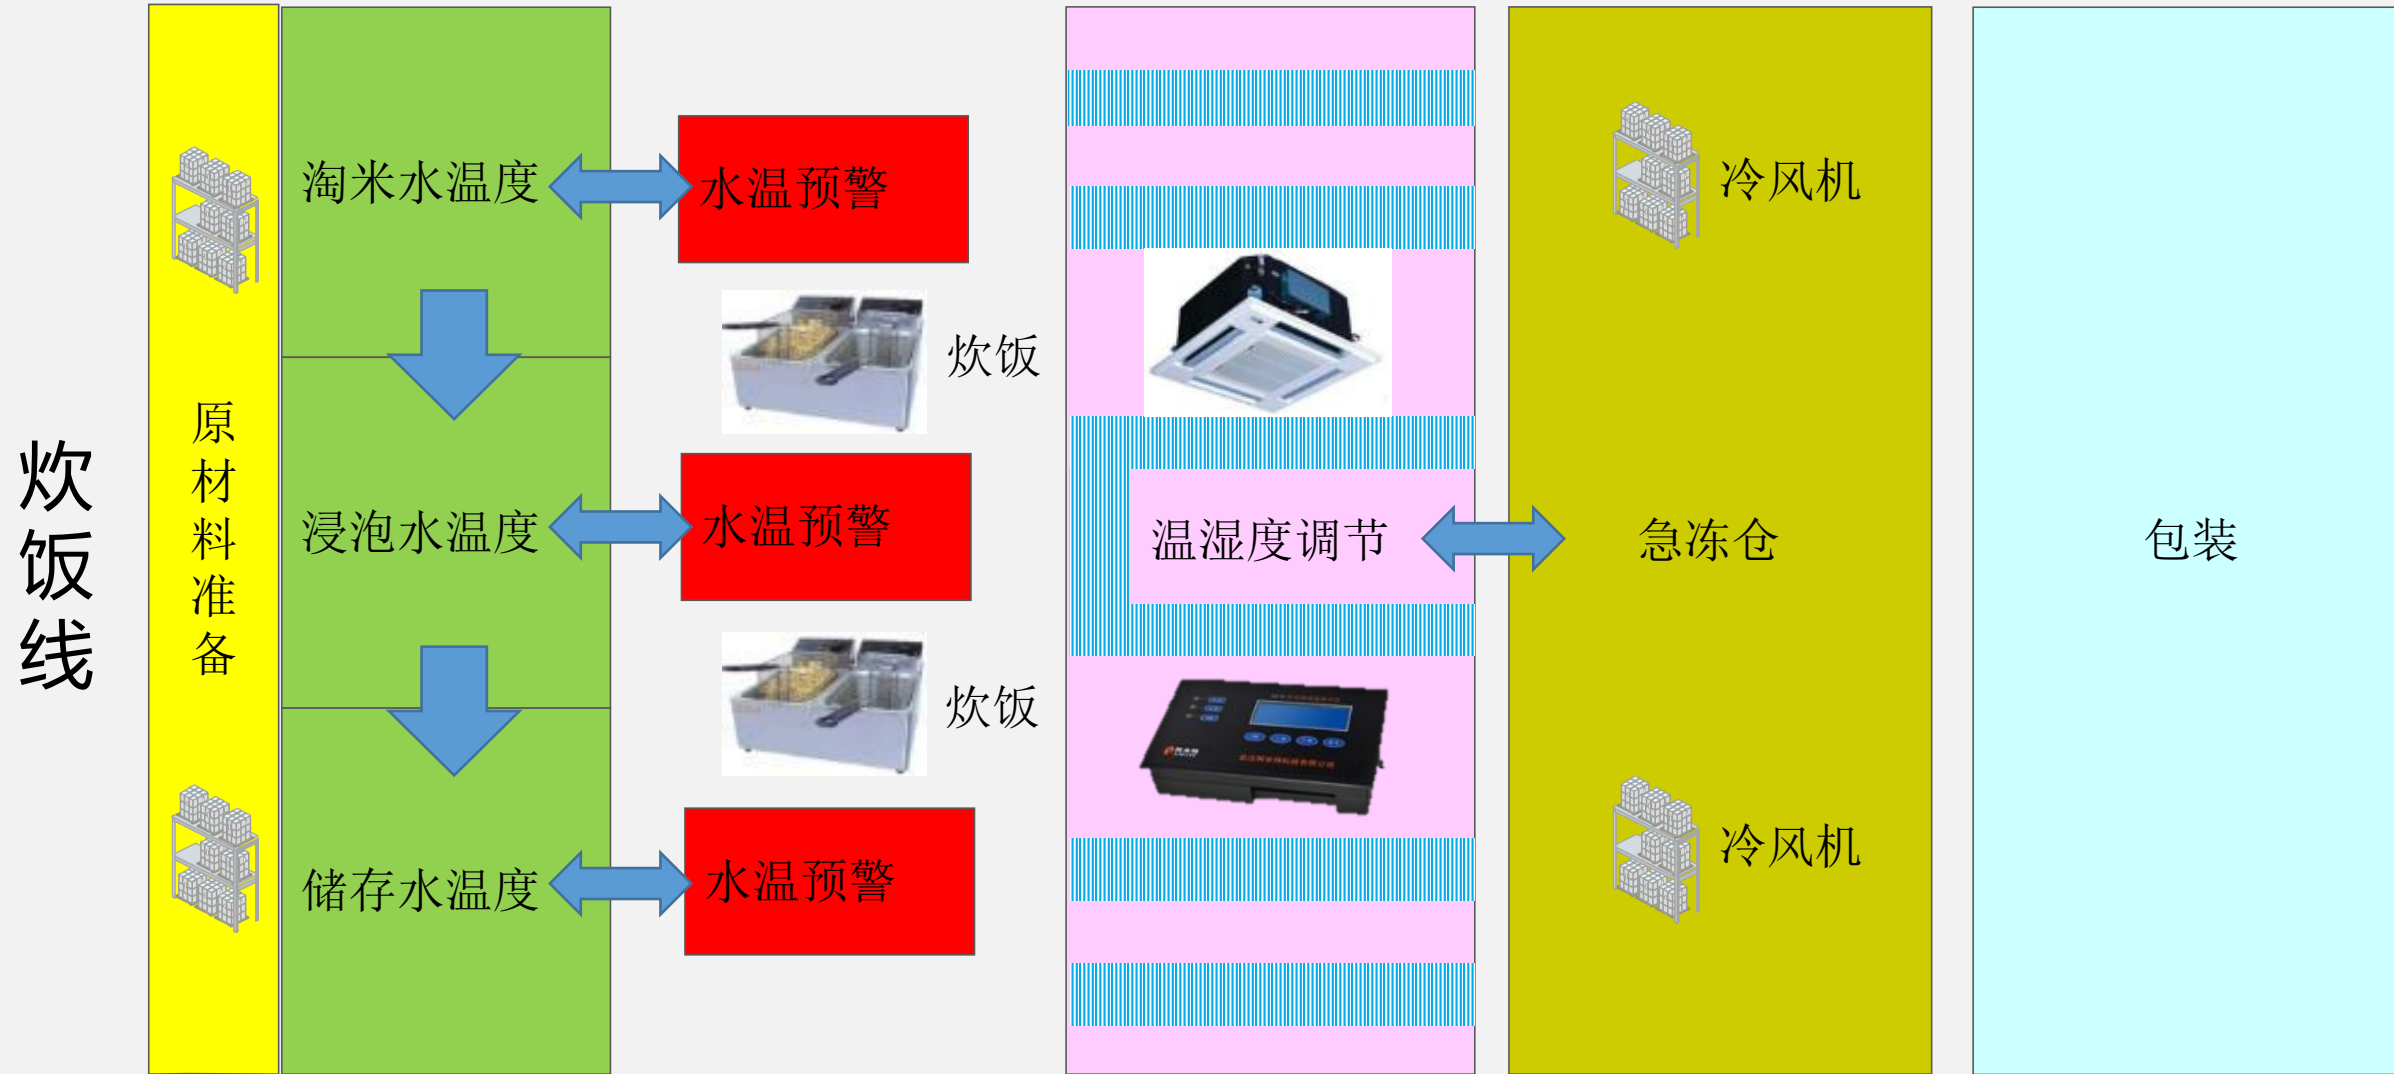 炊饭线
原材料准备
淘米水温度
水温预警
炊饭
浸泡水温度
水温预警
炊饭
储存水温度
水温预警
温湿度调节
冷风机
急冻仓
冷风机
包装